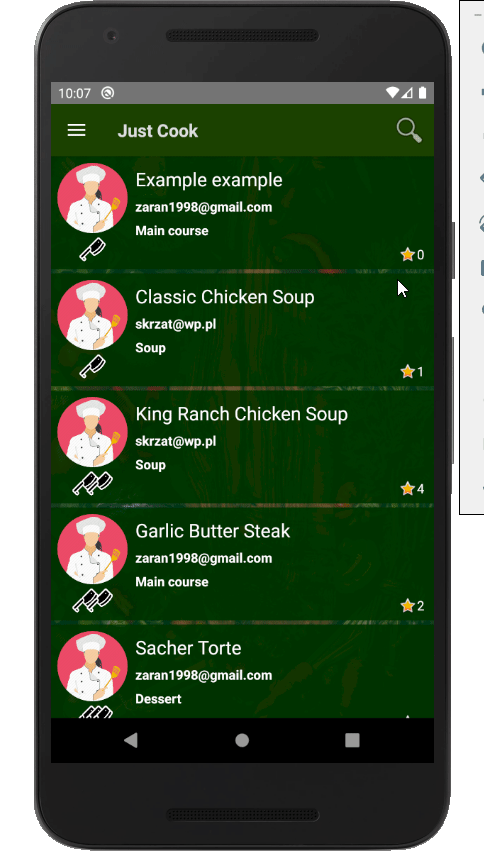 10:07
Just Cook
Example example
zaran1998@gmail.com
Main course
0
Classic Chicken Soup
skrzat@wp.pl
Soup
1
King Ranch Chicken Soup
skrzat@wp.pl
Soup
4
Garlic Butter Steak
zaran1998@gmail.com
Main course
2
Sacher Torte
zaran1998@gmail.com
Dessert